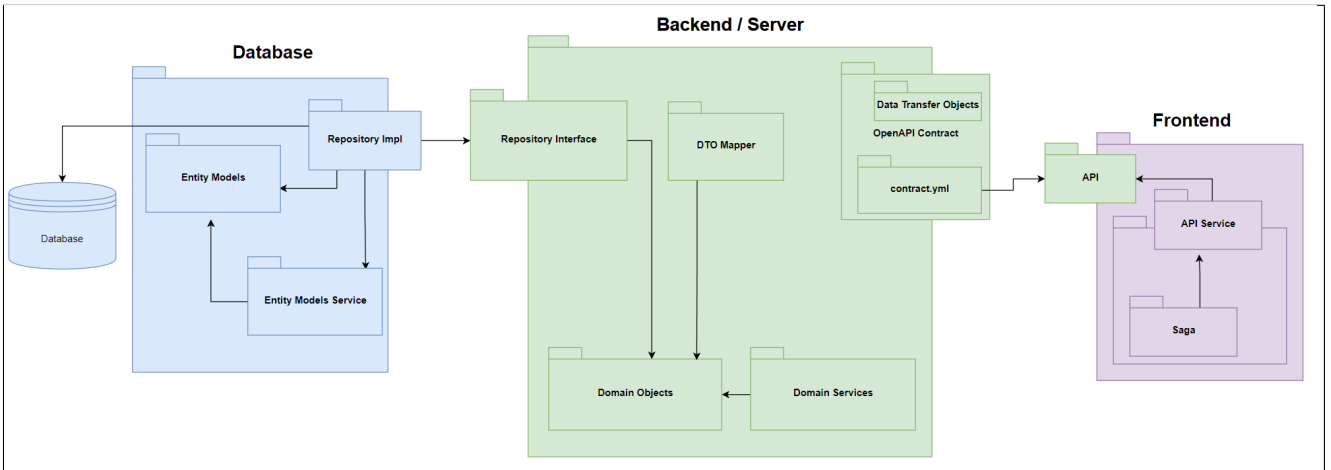 Backend / Server
Database
Frontend
Data Transfer Objects
OpenAPI Contract
Repository Impl
Repository Interface
DTO Mapper
Entity Models
contract.yml
API
API Service
Database
Entity Models Service
Saga
Domain Objects
Domain Services